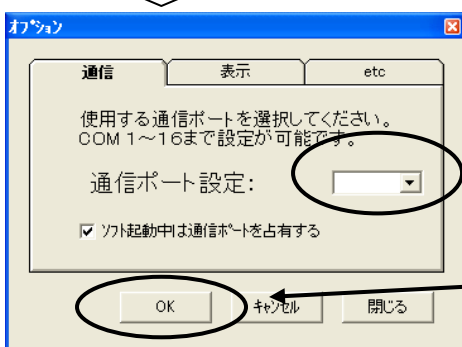 ｵﾌﾟｼｮﾝ
通信 表示 etc
使用する通信ポートを選択してください。
COM 1～16まで設定が可能です。
通信ポート設定：
ｿﾌﾄ起動中は通信ﾎﾟｰﾄを占有する
OK ｷｬﾝｾﾙ 閉じる